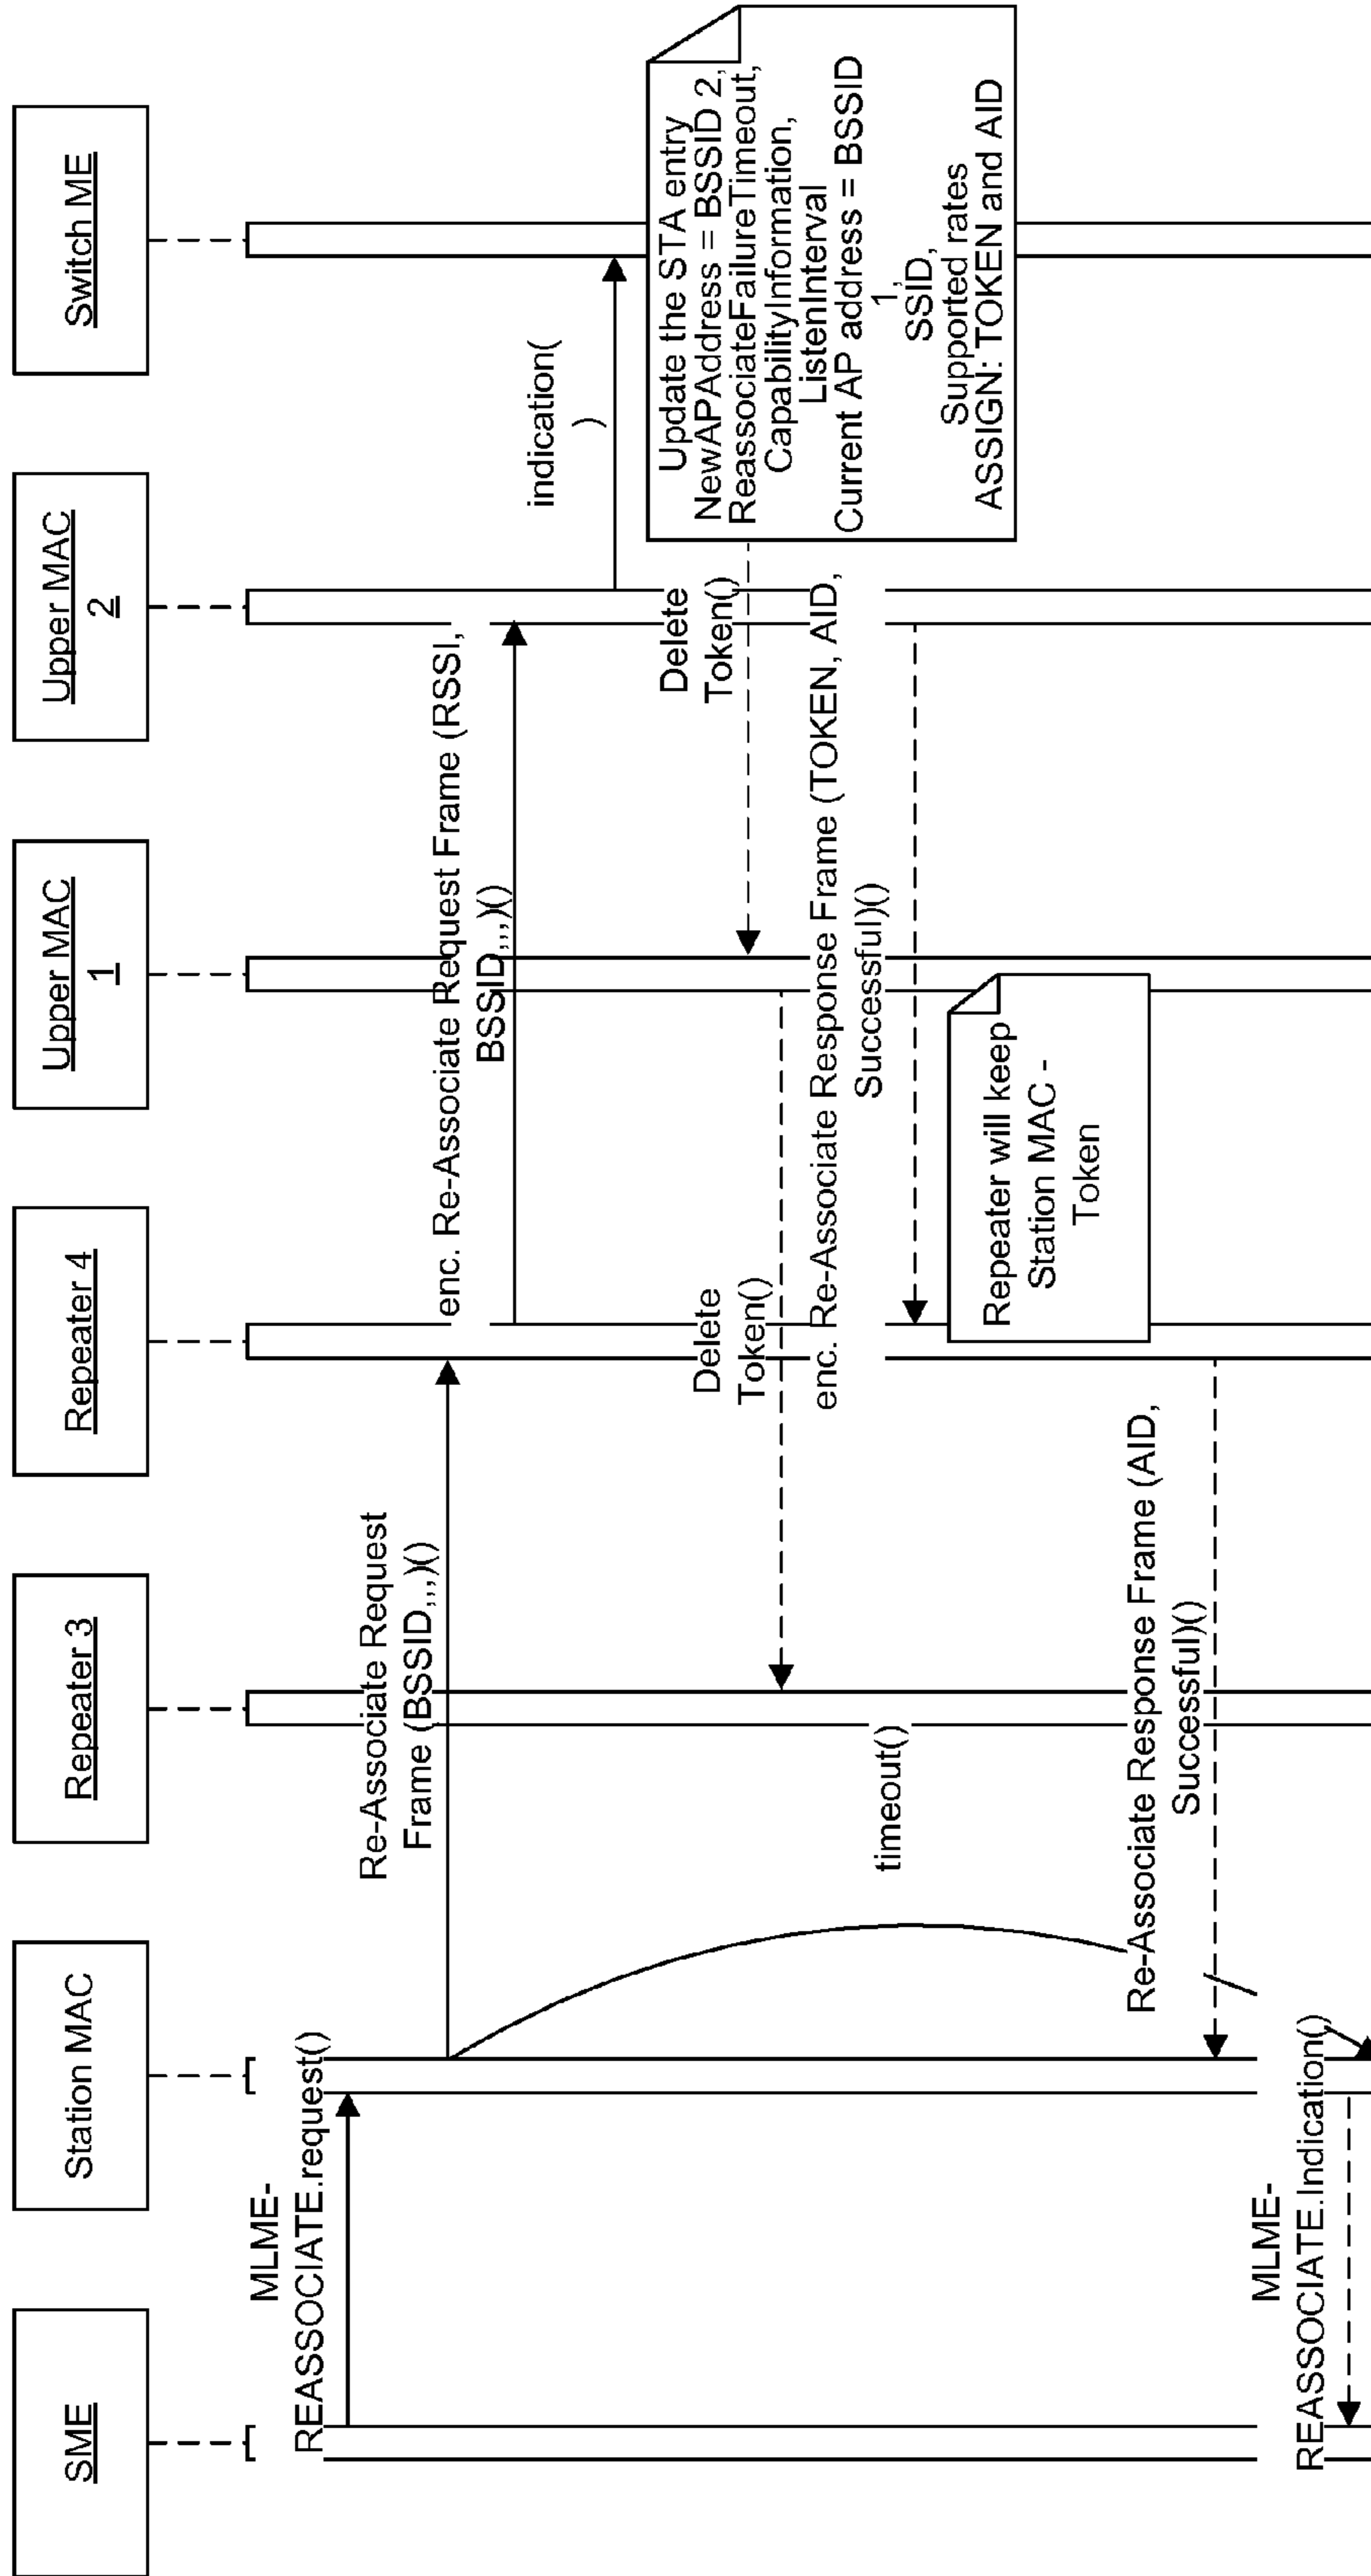 SME
Station MAC
Repeater 3
Repeater 4
Upper MAC
1
Upper MAC
2
Switch ME
MLME-
REASSOCIATE.request()
Re-Associate Request
Frame (BSSID,,,)()
enc. Re-Associate Request Frame (RSSI,
BSSID,,,)()
indication(
)
Update the STA entry
NewAPAddress = BSSID 2,
ReassociateFailureTimeout,
CapabilityInformation,
ListenInterval
Current AP address = BSSID
1,
SSID,
Supported rates
ASSIGN: TOKEN and AID
Delete
Token()
Delete
Token()
enc. Re-Associate Response Frame (TOKEN, AID,
Successful)()
timeout()
Repeater will keep
Station MAC -
Token
Re-Associate Response Frame (AID,
Successful)()
MLME-
REASSOCIATE.Indication()